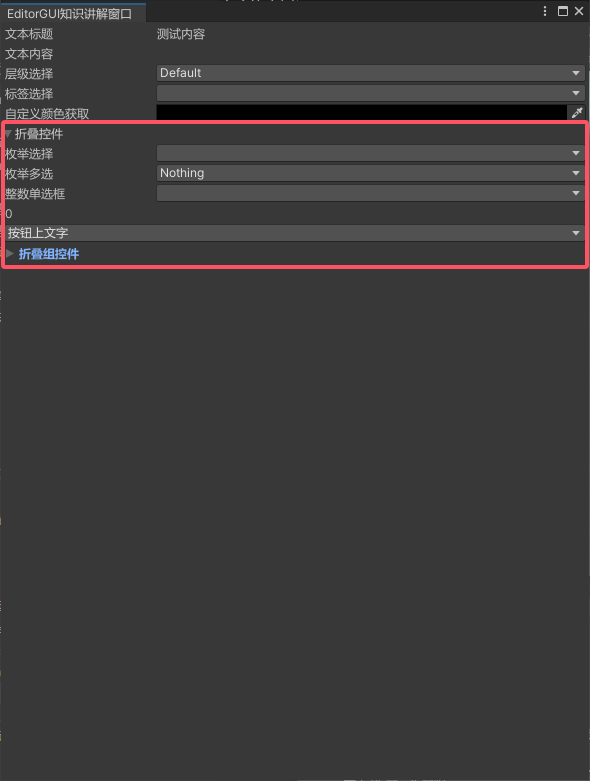 EditorGUI知识讲解窗口
文本标题 测试内容
文本内容
层级选择 Default
标签选择
自定义颜色获取
折叠控件
枚举选择
枚举多选 Nothing
整数单选框
0
按钮上文字
折叠组控件